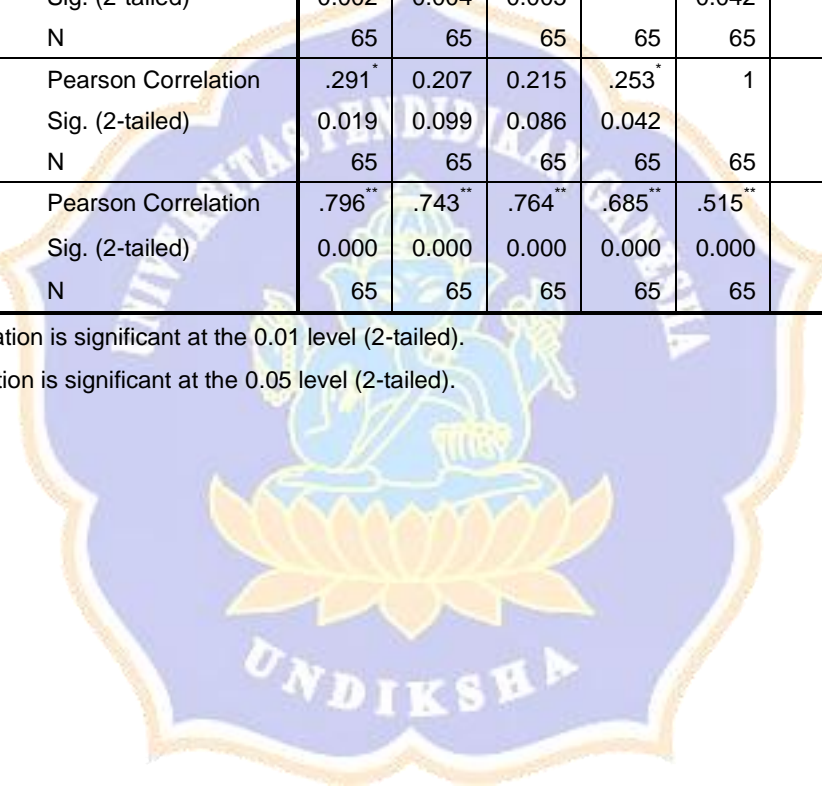 Sig. (2-tailed) 0.002 0.004 0.003 0.042
N 65 65 65 65 65
Pearson Correlation .291* 0.207 0.215 .253* 1
Sig. (2-tailed) 0.019 0.099 0.086 0.042
N 65 65 65 65 65
Pearson Correlation .796** .743** .764** .685** .515**
Sig. (2-tailed) 0.000 0.000 0.000 0.000 0.000
N 65 65 65 65 65
ation is significant at the 0.01 level (2-tailed).
tion is significant at the 0.05 level (2-tailed).
UNIVERSITAS PENDIDIKAN GANESHA
UNDIKSHA